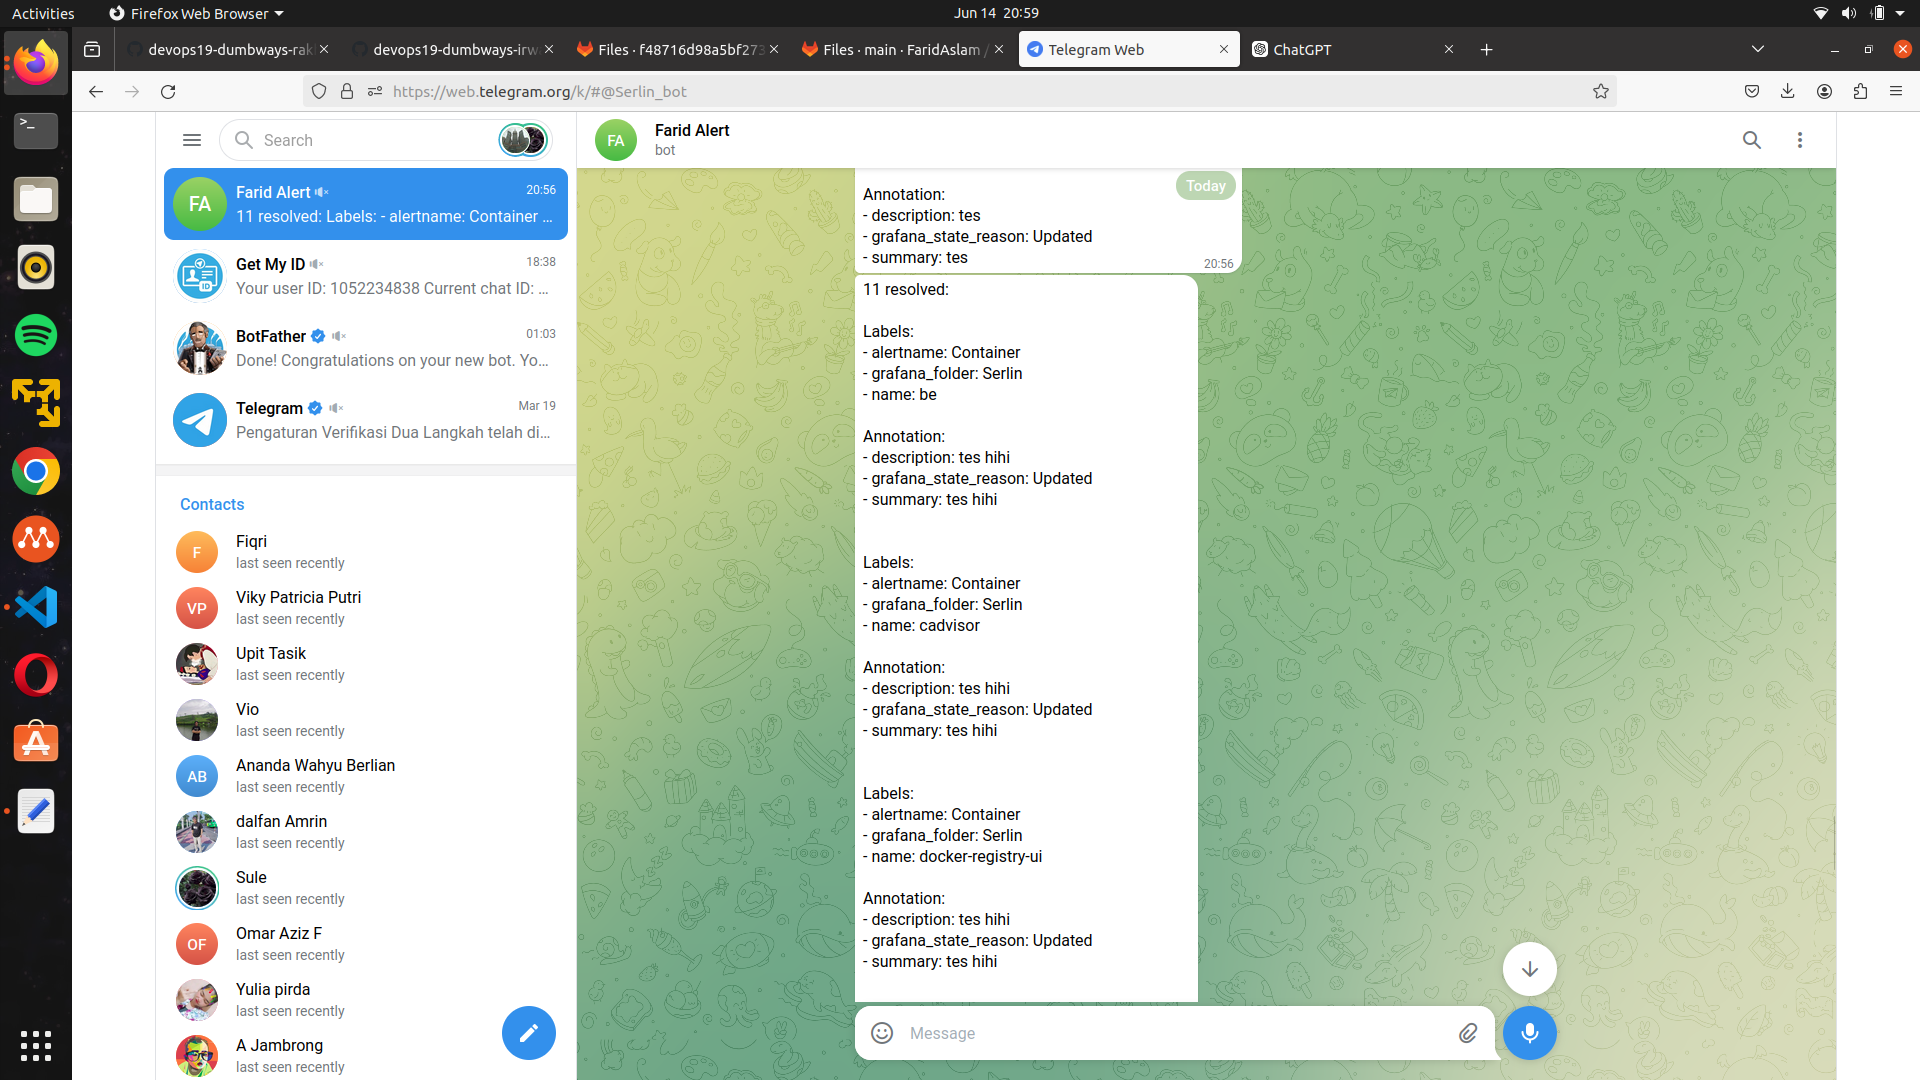 Activities
Firefox Web Browser
Jun 14 20:59
devops19-dumbways-rak
devops19-dumbways-irwa
Files · f48716d98a5bf273
Files · main · FaridAslam /
Telegram Web
ChatGPT
https://web.telegram.org/k/#@Serlin_bot
Search
FA
Farid Alert
20:56
11 resolved: Labels: - alertname: Container ...
Get My ID
18:38
Your user ID: 1052234838 Current chat ID: ...
BotFather
01:03
Done! Congratulations on your new bot. Yo...
Telegram
Mar 19
Pengaturan Verifikasi Dua Langkah telah di...
Contacts
F
Fiqri
last seen recently
VP
Viky Patricia Putri
last seen recently
Upit Tasik
last seen recently
Vio
last seen recently
AB
Ananda Wahyu Berlian
last seen recently
dalfan Amrin
last seen recently
Sule
last seen recently
OF
Omar Aziz F
last seen recently
Yulia pirda
last seen recently
A Jambrong
last seen recently
FA
Farid Alert
bot
Today
Annotation:
- description: tes
- grafana_state_reason: Updated
- summary: tes
20:56
11 resolved:
Labels:
- alertname: Container
- grafana_folder: Serlin
- name: be
Annotation:
- description: tes hihi
- grafana_state_reason: Updated
- summary: tes hihi
Labels:
- alertname: Container
- grafana_folder: Serlin
- name: cadvisor
Annotation:
- description: tes hihi
- grafana_state_reason: Updated
- summary: tes hihi
Labels:
- alertname: Container
- grafana_folder: Serlin
- name: docker-registry-ui
Annotation:
- description: tes hihi
- grafana_state_reason: Updated
- summary: tes hihi
Message